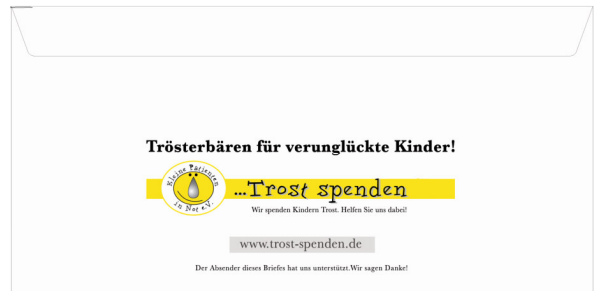 Trösterbären für verunglückte Kinder!
Kleine Patienten
in Not e.V.
...Trost spenden
Wir spenden Kindern Trost. Helfen Sie uns dabei!
www.trost-spenden.de
Der Absender dieses Briefes hat uns unterstützt.Wir sagen Danke!